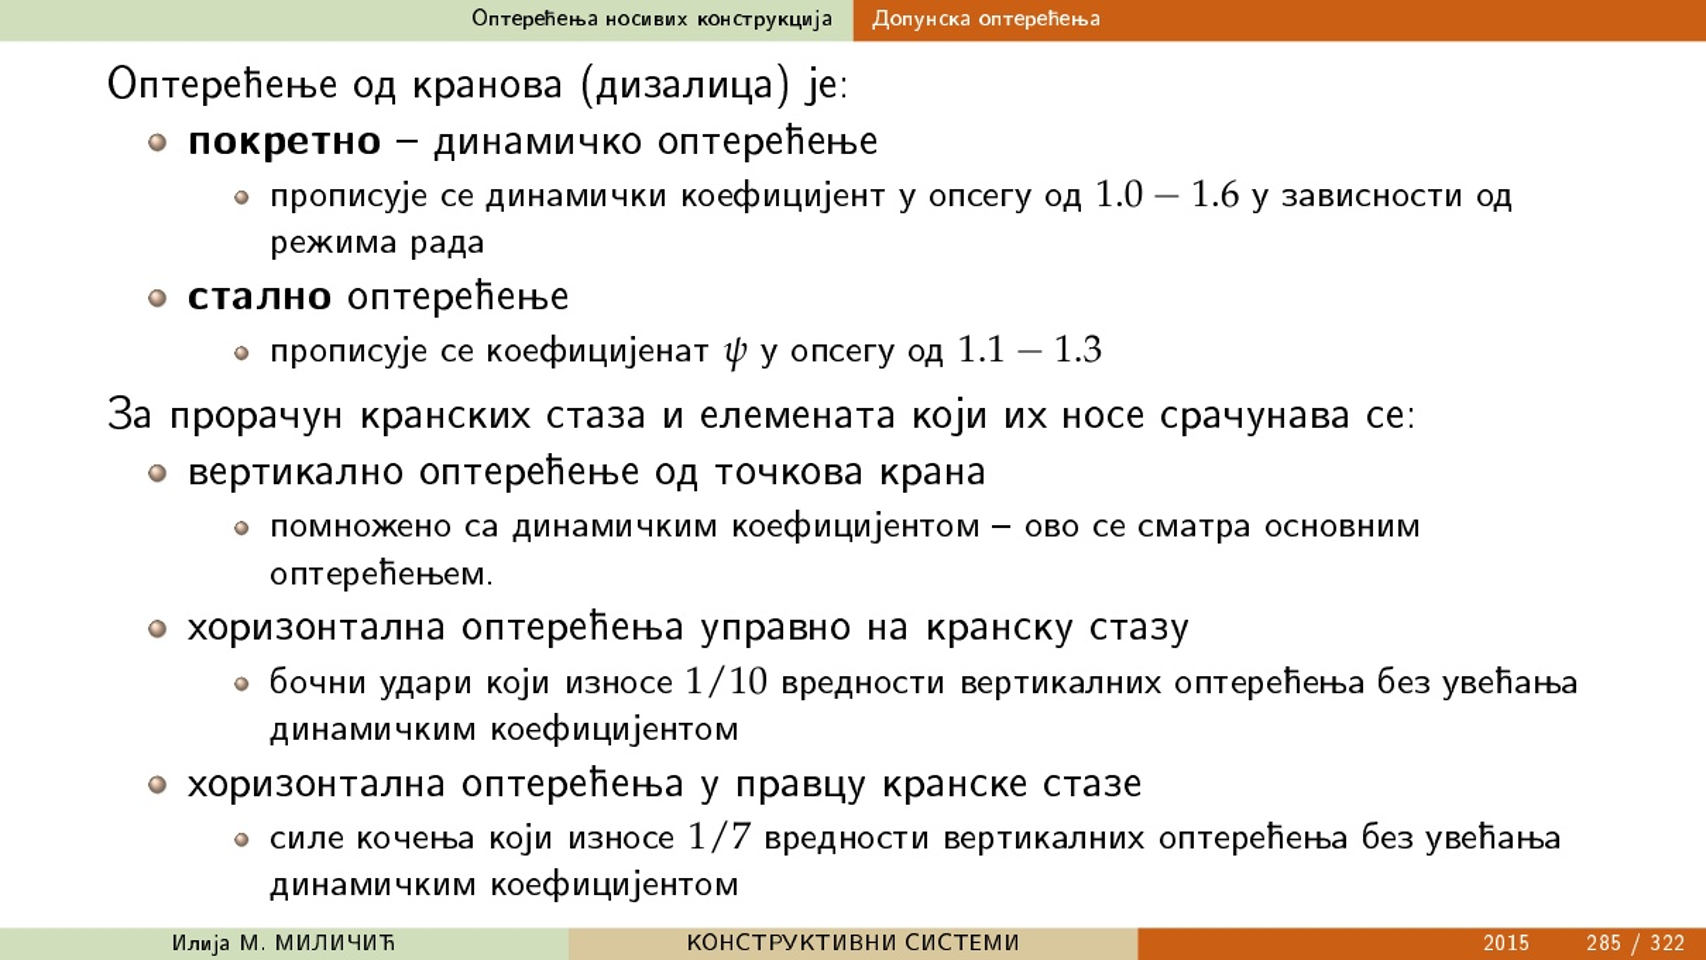 Оптерећења носивих конструкција Допунска оптерећења
Оптерећење од кранова (дизалица) је:
покретно – динамичко оптерећење
прописује се динамички коефицијент у опсегу од 1.0 − 1.6 у зависности од
режима рада
стално оптерећење
прописује се коефицијенат ψ у опсегу од 1.1 − 1.3
За прорачун кранских стаза и елемената који их носе срачунава се:
вертикално оптерећење од точкова крана
помножено са динамичким коефицијентом – ово се сматра основним
оптерећењем.
хоризонтална оптерећења управно на кранску стазу
бочни удари који износе 1/10 вредности вертикалних оптерећења без увећања
динамичким коефицијентом
хоризонтална оптерећења у правцу кранске стазе
силе кочења који износе 1/7 вредности вертикалних оптерећења без увећања
динамичким коефицијентом
Илија М. МИЛИЧИЋ КОНСТРУКТИВНИ СИСТЕМИ 2015 285 / 322